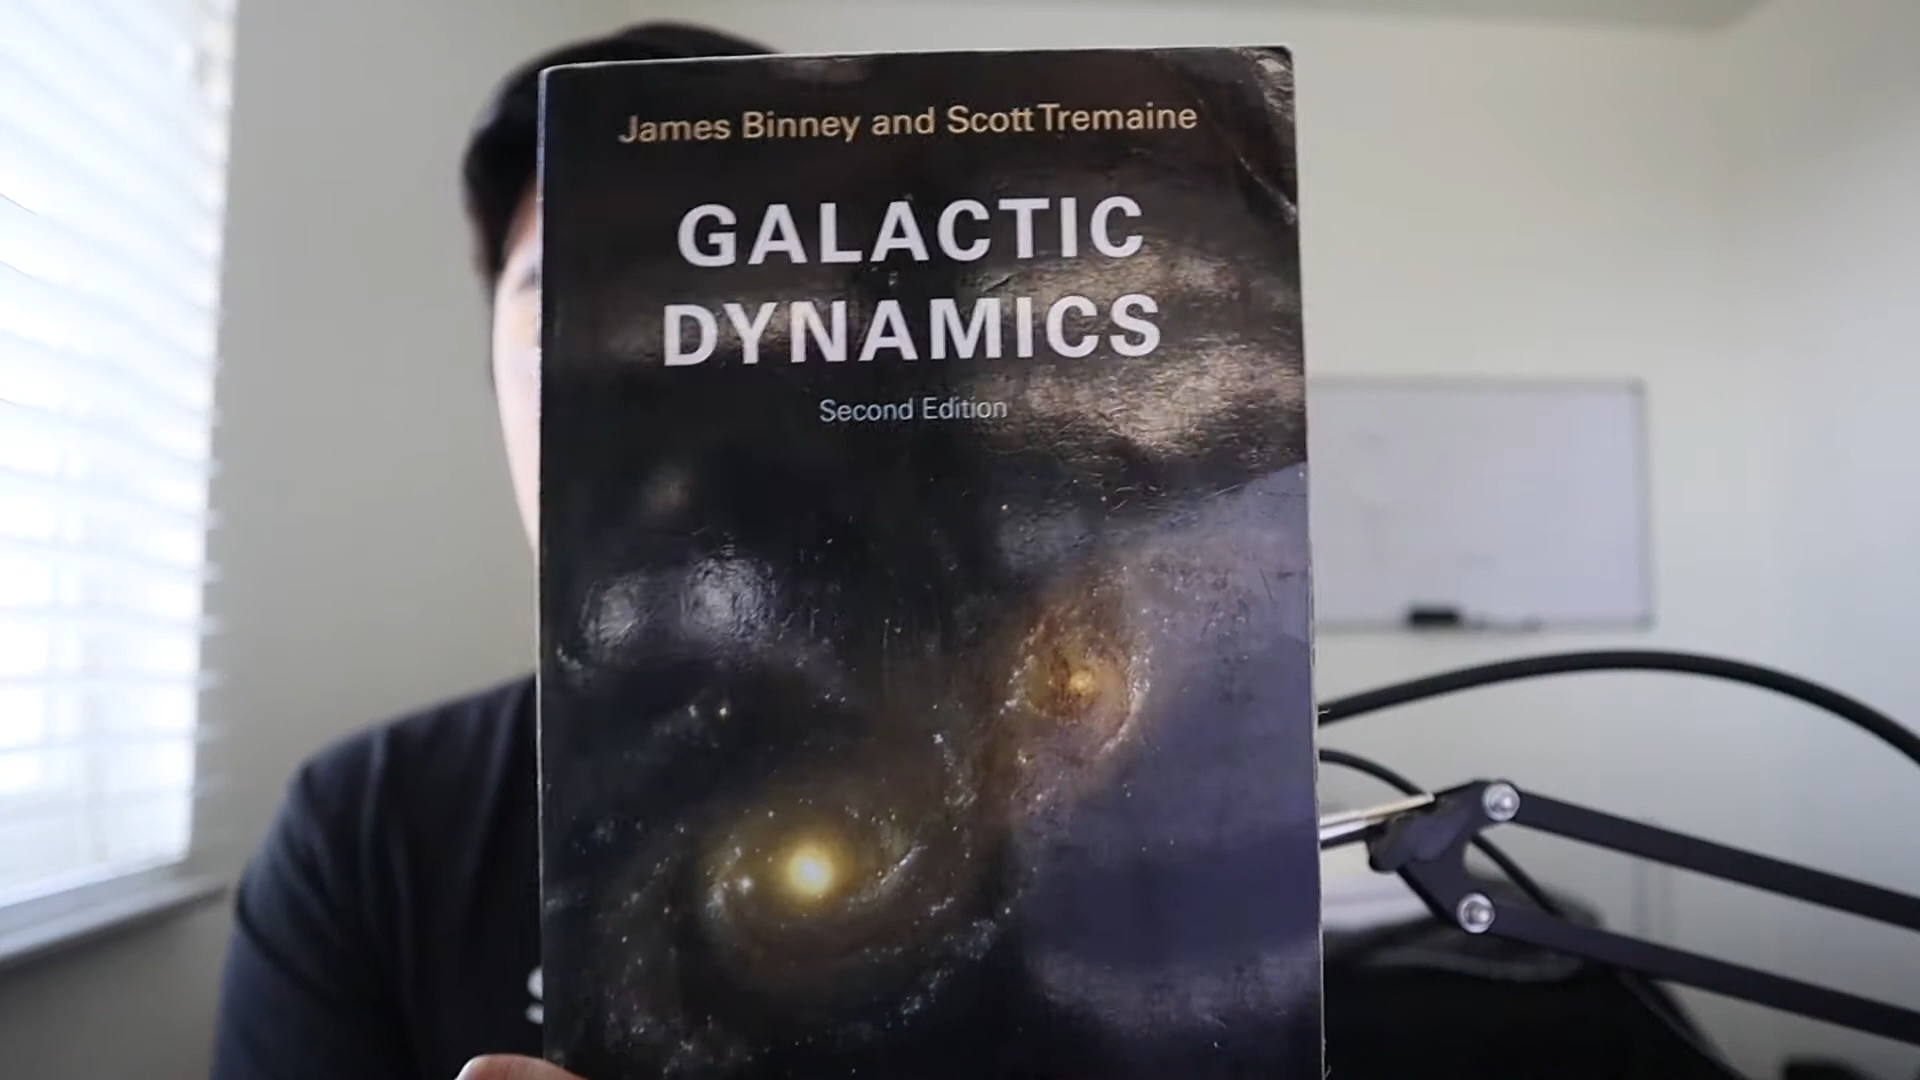 James Binney and Scott Tremaine
GALACTIC
DYNAMICS
Second Edition